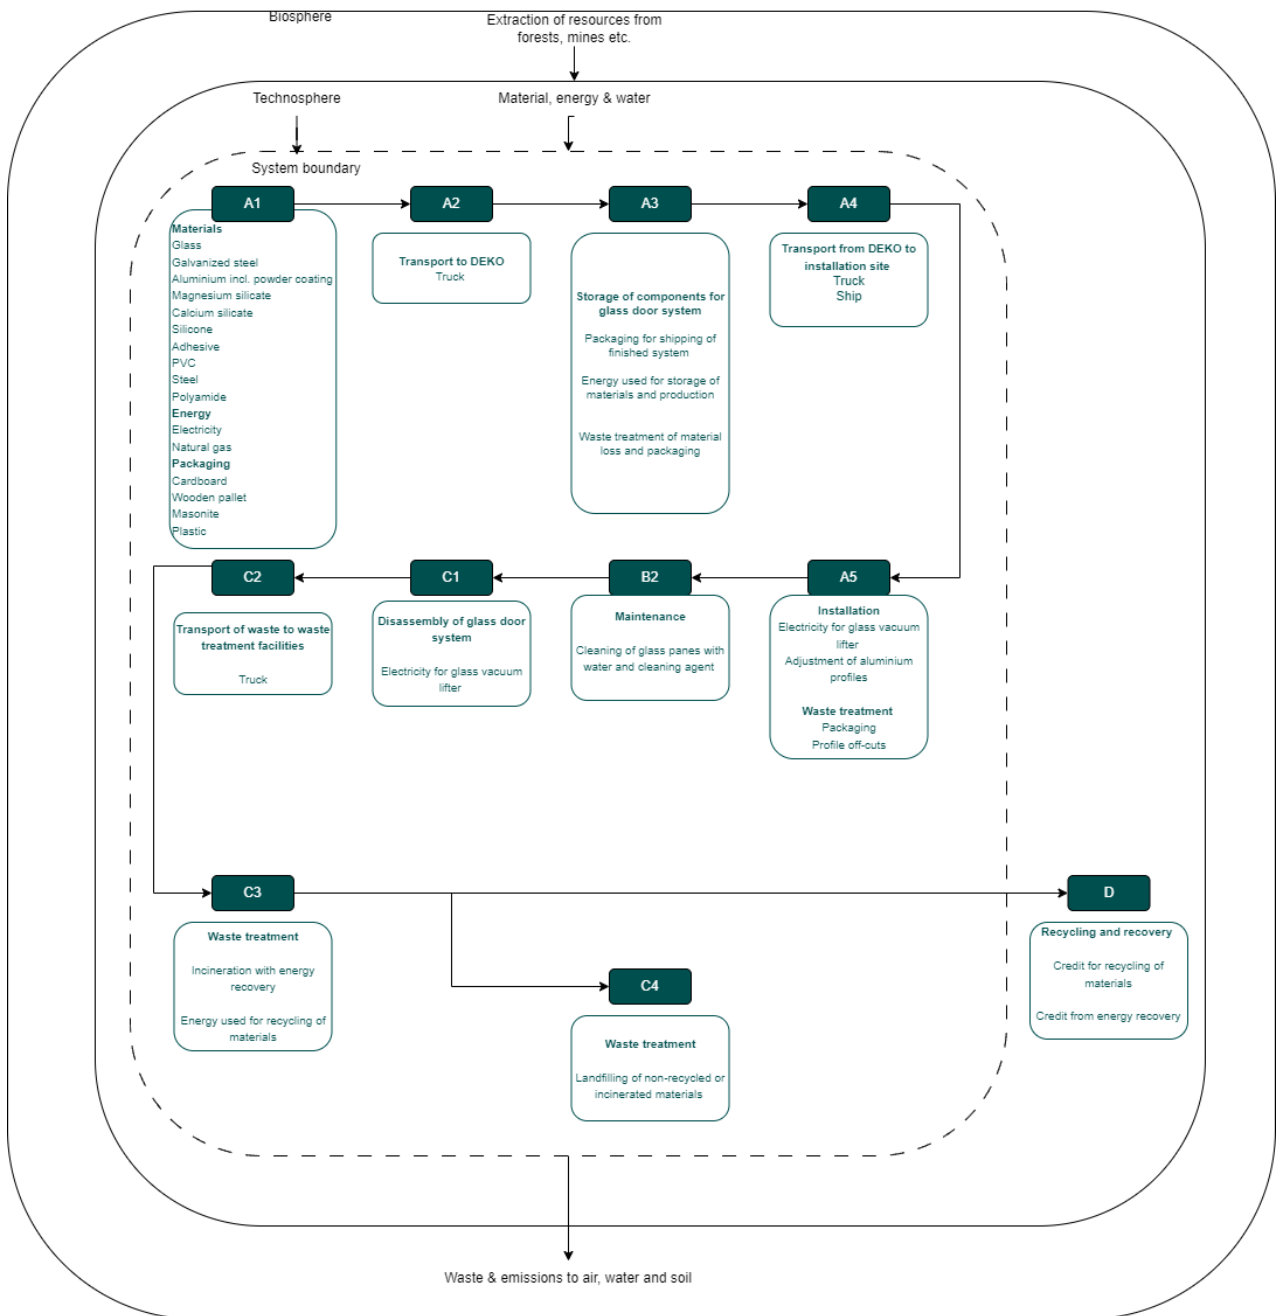 Biosphere
Extraction of resources from
forests, mines etc.
Technosphere
Material, energy & water
System boundary
A1
A2
A3
A4
Materials
Glass
Galvanized steel
Aluminium incl. powder coating
Magnesium silicate
Calcium silicate
Silicone
Adhesive
PVC
Steel
Polyamide
Energy
Electricity
Natural gas
Packaging
Cardboard
Wooden pallet
Masonite
Plastic
Transport to DEKO
Truck
Storage of components for
glass door system
Packaging for shipping of
finished system
Energy used for storage of
materials and production
Waste treatment of material
loss and packaging
Transport from DEKO to
installation site
Truck
Ship
C2
C1
B2
A5
Transport of waste to waste
treatment facilities
Truck
Disassembly of glass door
system
Electricity for glass vacuum
lifter
Maintenance
Cleaning of glass panes with
water and cleaning agent
Installation
Electricity for glass vacuum
lifter
Adjustment of aluminium
profiles
Waste treatment
Packaging
Profile off-cuts
C3
D
Waste treatment
Incineration with energy
recovery
Energy used for recycling of
materials
C4
Waste treatment
Landfilling of non-recycled or
incinerated materials
Recycling and recovery
Credit for recycling of
materials
Credit from energy recovery
Waste & emissions to air, water and soil